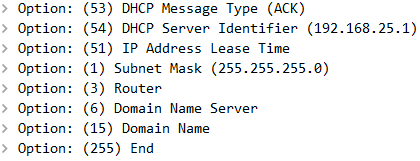 Option: (53) DHCP Message Type (ACK)
Option: (54) DHCP Server Identifier (192.168.25.1)
Option: (51) IP Address Lease Time
Option: (1) Subnet Mask (255.255.255.0)
Option: (3) Router
Option: (6) Domain Name Server
Option: (15) Domain Name
Option: (255) End